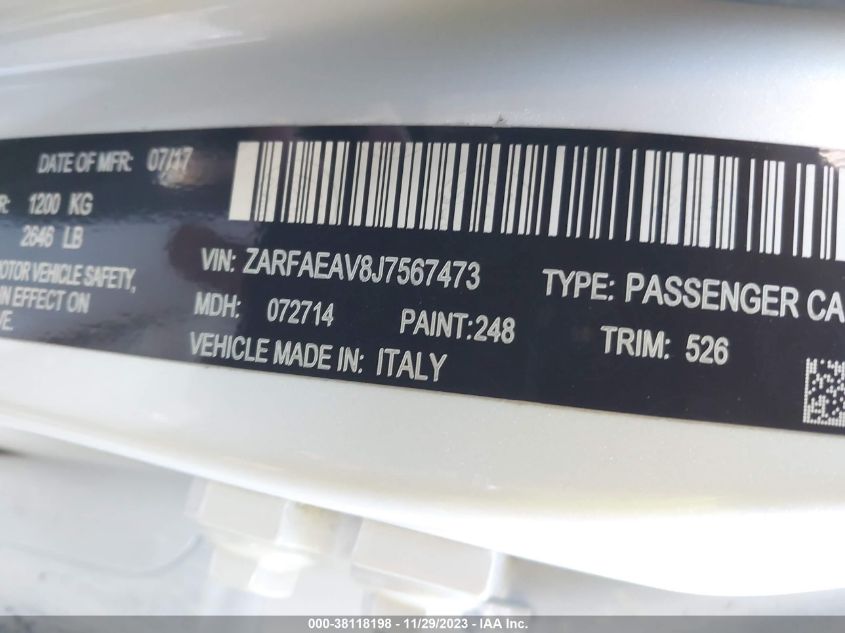 DATE OF MFR: 07/17
R: 1200 KG
2646 LB
OTOR VEHICLE SAFETY,
IN EFFECT ON
VE.
VIN: ZARFAEAV8J7567473
TYPE: PASSENGER CA
MDH: 072714
PAINT:248
TRIM: 526
VEHICLE MADE IN: ITALY
000-38118198 - 11/29/2023 - IAA Inc.